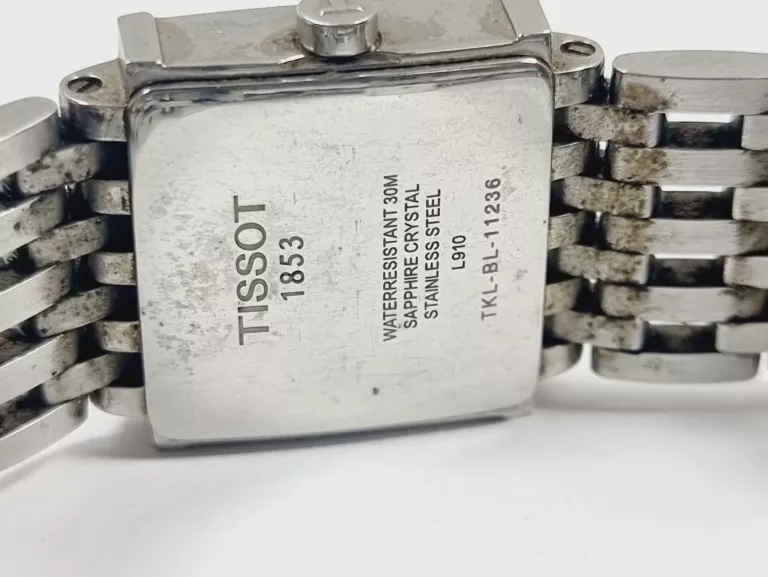 TISSOT
1853
WATERRESISTANT 30M
SAPPHIRE CRYSTAL
STAINLESS STEEL
L910
TKL-BL-11236